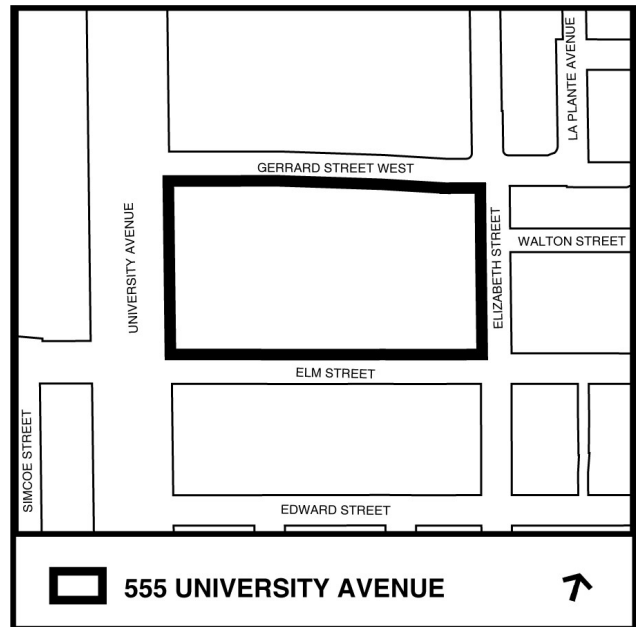 LA PLANTE AVENUE
GERRARD STREET WEST
UNIVERSITY AVENUE
ELIZABETH STREET
WALTON STREET
ELM STREET
SIMCOE STREET
EDWARD STREET
555 UNIVERSITY AVENUE